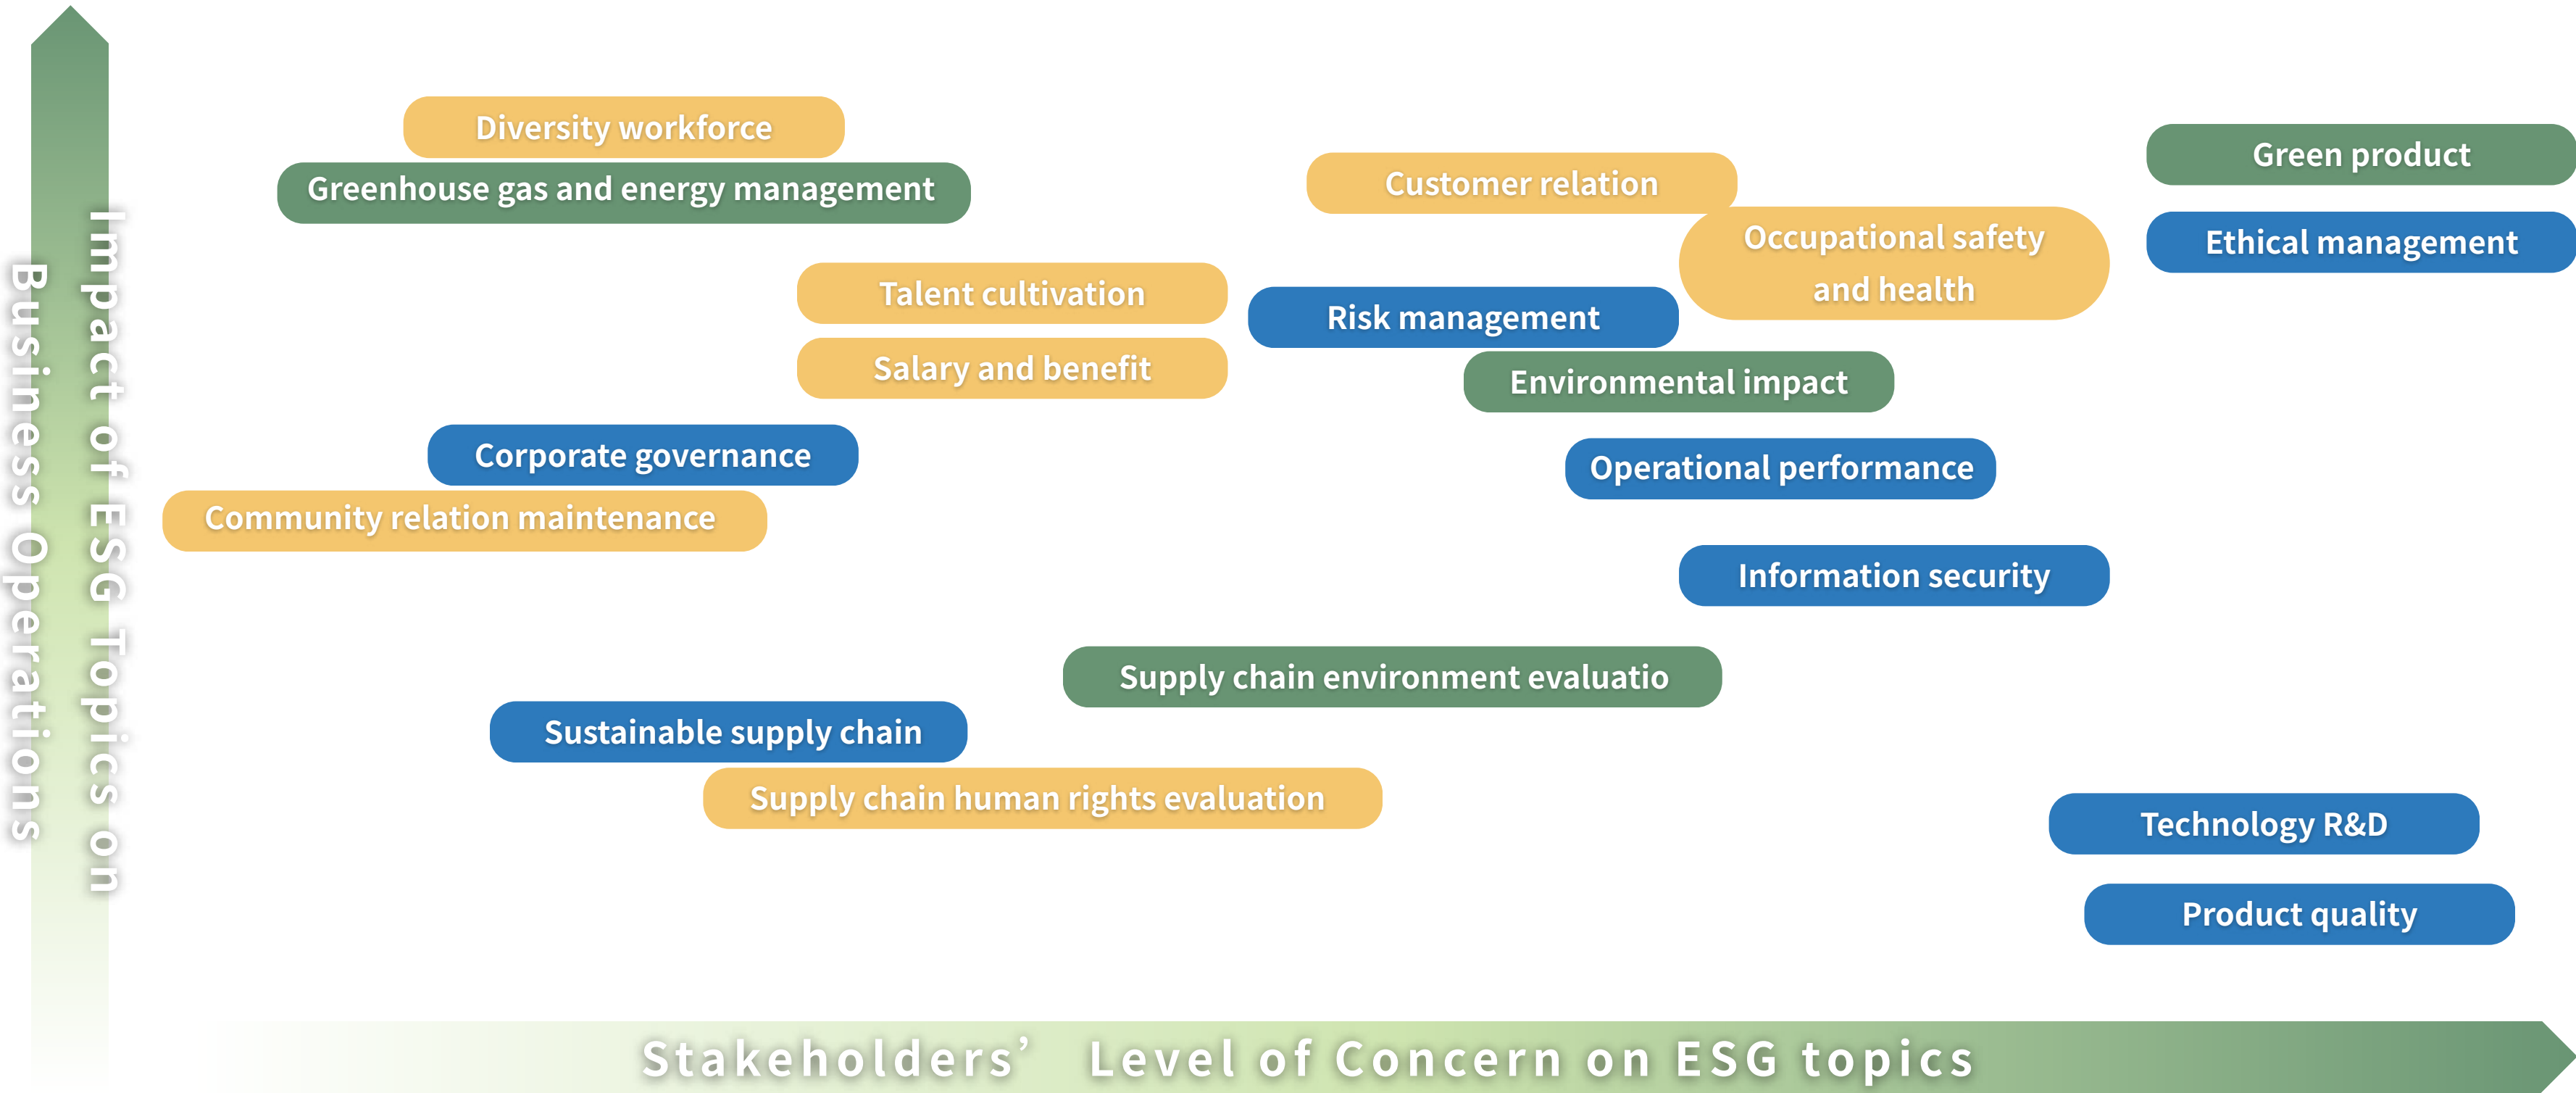 Impact of ESG Topics on
Business Operations
Diversity workforce
Greenhouse gas and energy management
Customer relation
Green product
Occupational safety
and health
Ethical management
Talent cultivation
Risk management
Salary and benefit
Environmental impact
Corporate governance
Operational performance
Community relation maintenance
Information security
Supply chain environment evaluatio
Sustainable supply chain
Supply chain human rights evaluation
Technology R&D
Product quality
Stakeholders’ Level of Concern on ESG topics